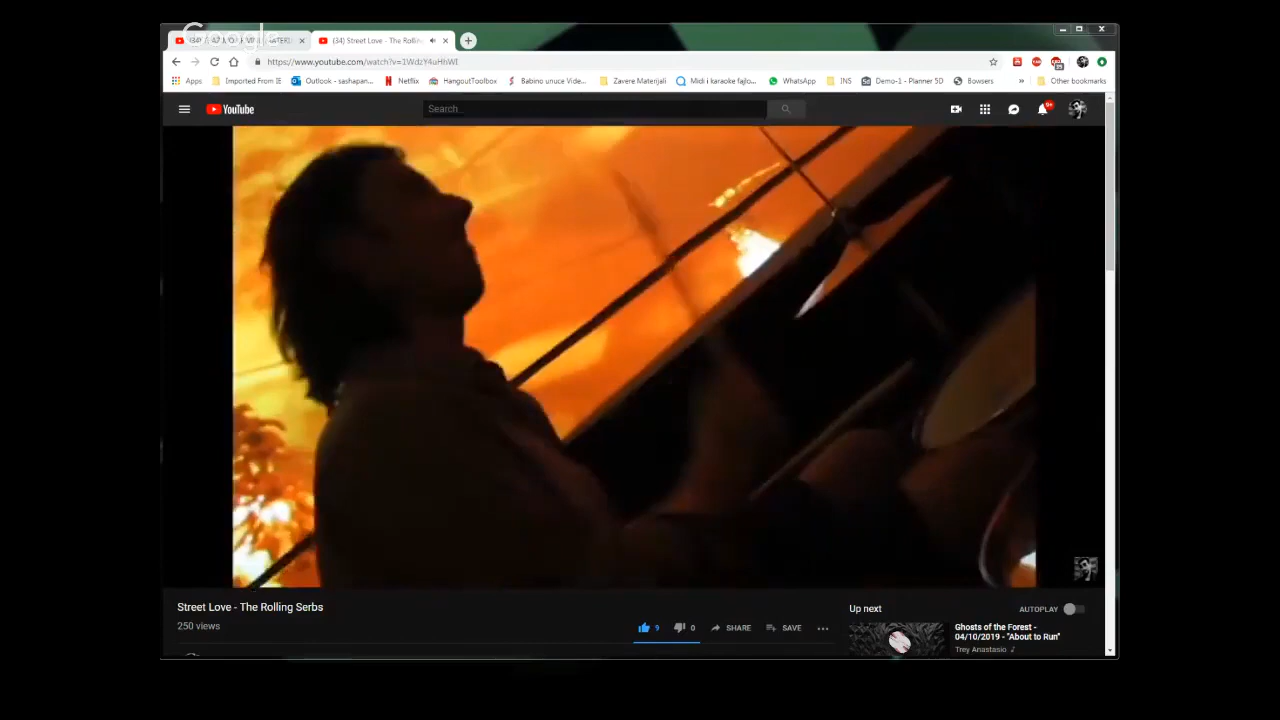 Google
(34) Street Love - The Rollin
https://www.youtube.com/watch?v=1WdzY4uHhWI
Apps Imported From IE Outlook - sashapan... Netflix HangoutToolbox Babino unuce Vide... Zavere Materijali Midi i karaoke fajlo... WhatsApp INS Demo-1 - Planner 5D Bowsers » Other bookmarks
YouTube Search 9+
Street Love - The Rolling Serbs
250 views
9 0 SHARE SAVE
Up next AUTOPLAY
Ghosts of the Forest -
04/10/2019 - "About to Run"
Trey Anastasio